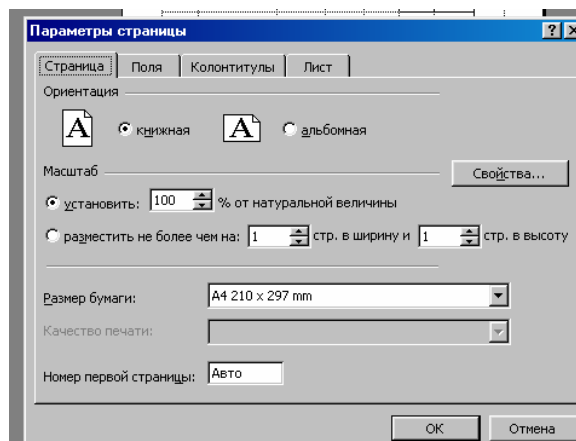 Параметры страницы
Страница Поля Колонтитулы Лист
Ориентация
A книжная A альбомная
Масштаб Свойства...
установить: 100 % от натуральной величины
разместить не более чем на: 1 стр. в ширину и 1 стр. в высоту
Размер бумаги: A4 210 x 297 mm
Качество печати:
Номер первой страницы: Авто
ОК Отмена